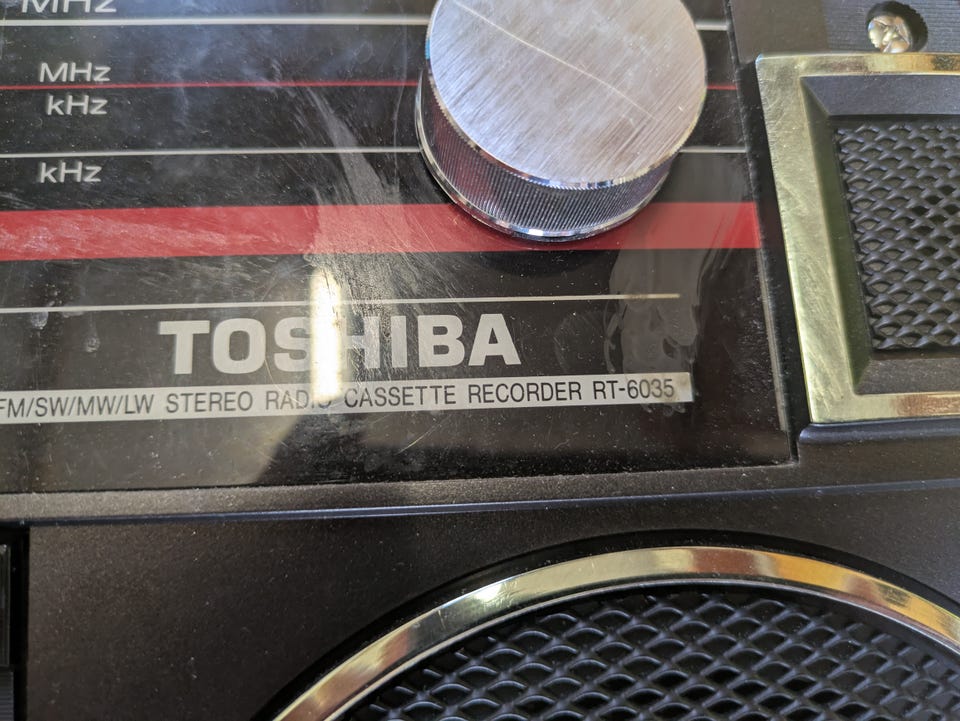 MHz
MHz
kHz
kHz
TOSHIBA
FM/SW/MW/LW STEREO RADIO CASSETTE RECORDER RT-6035